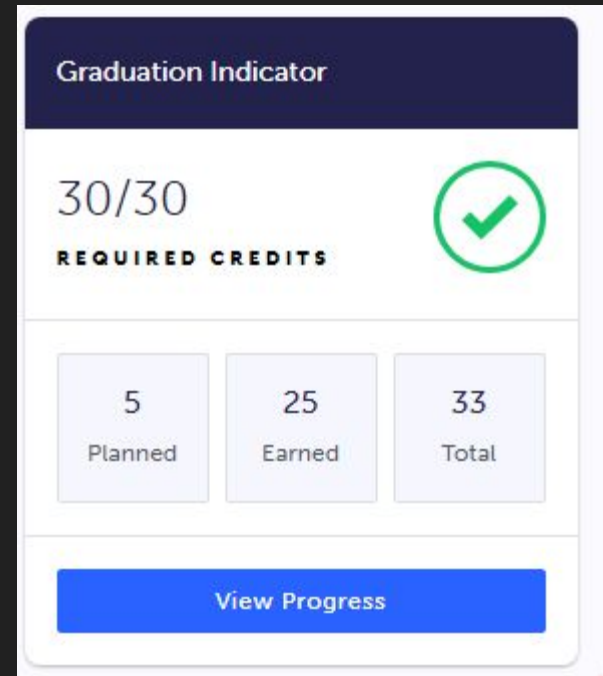 Graduation Indicator
30/30
REQUIRED CREDITS
5 25 33
Planned Earned Total
View Progress